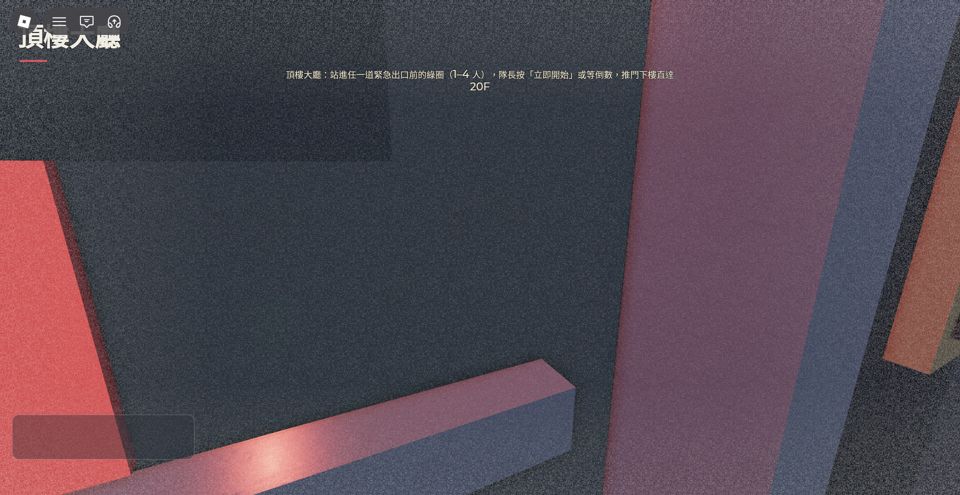 頂樓大廳
頂樓大廳：站進任一道緊急出口前的綠圈（1–4 人），隊長按「立即開始」或等倒數，推門下樓直達
20F